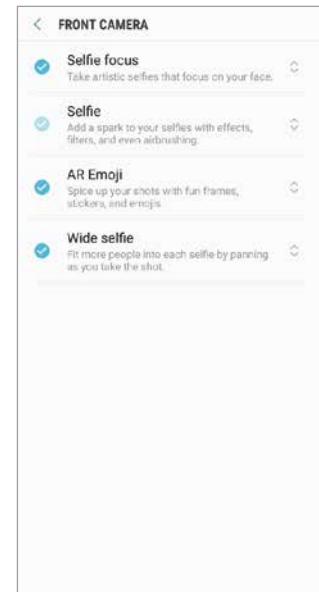 FRONT CAMERA
Selfie focus
Take artistic selfies that focus on your face.
Selfie
Add a spark to your selfies with effects,
filters, and even airbrushing.
AR Emoji
Spice up your shots with fun frames,
stickers, and emojis.
Wide selfie
Fit more people into each selfie by panning
as you take the shot.